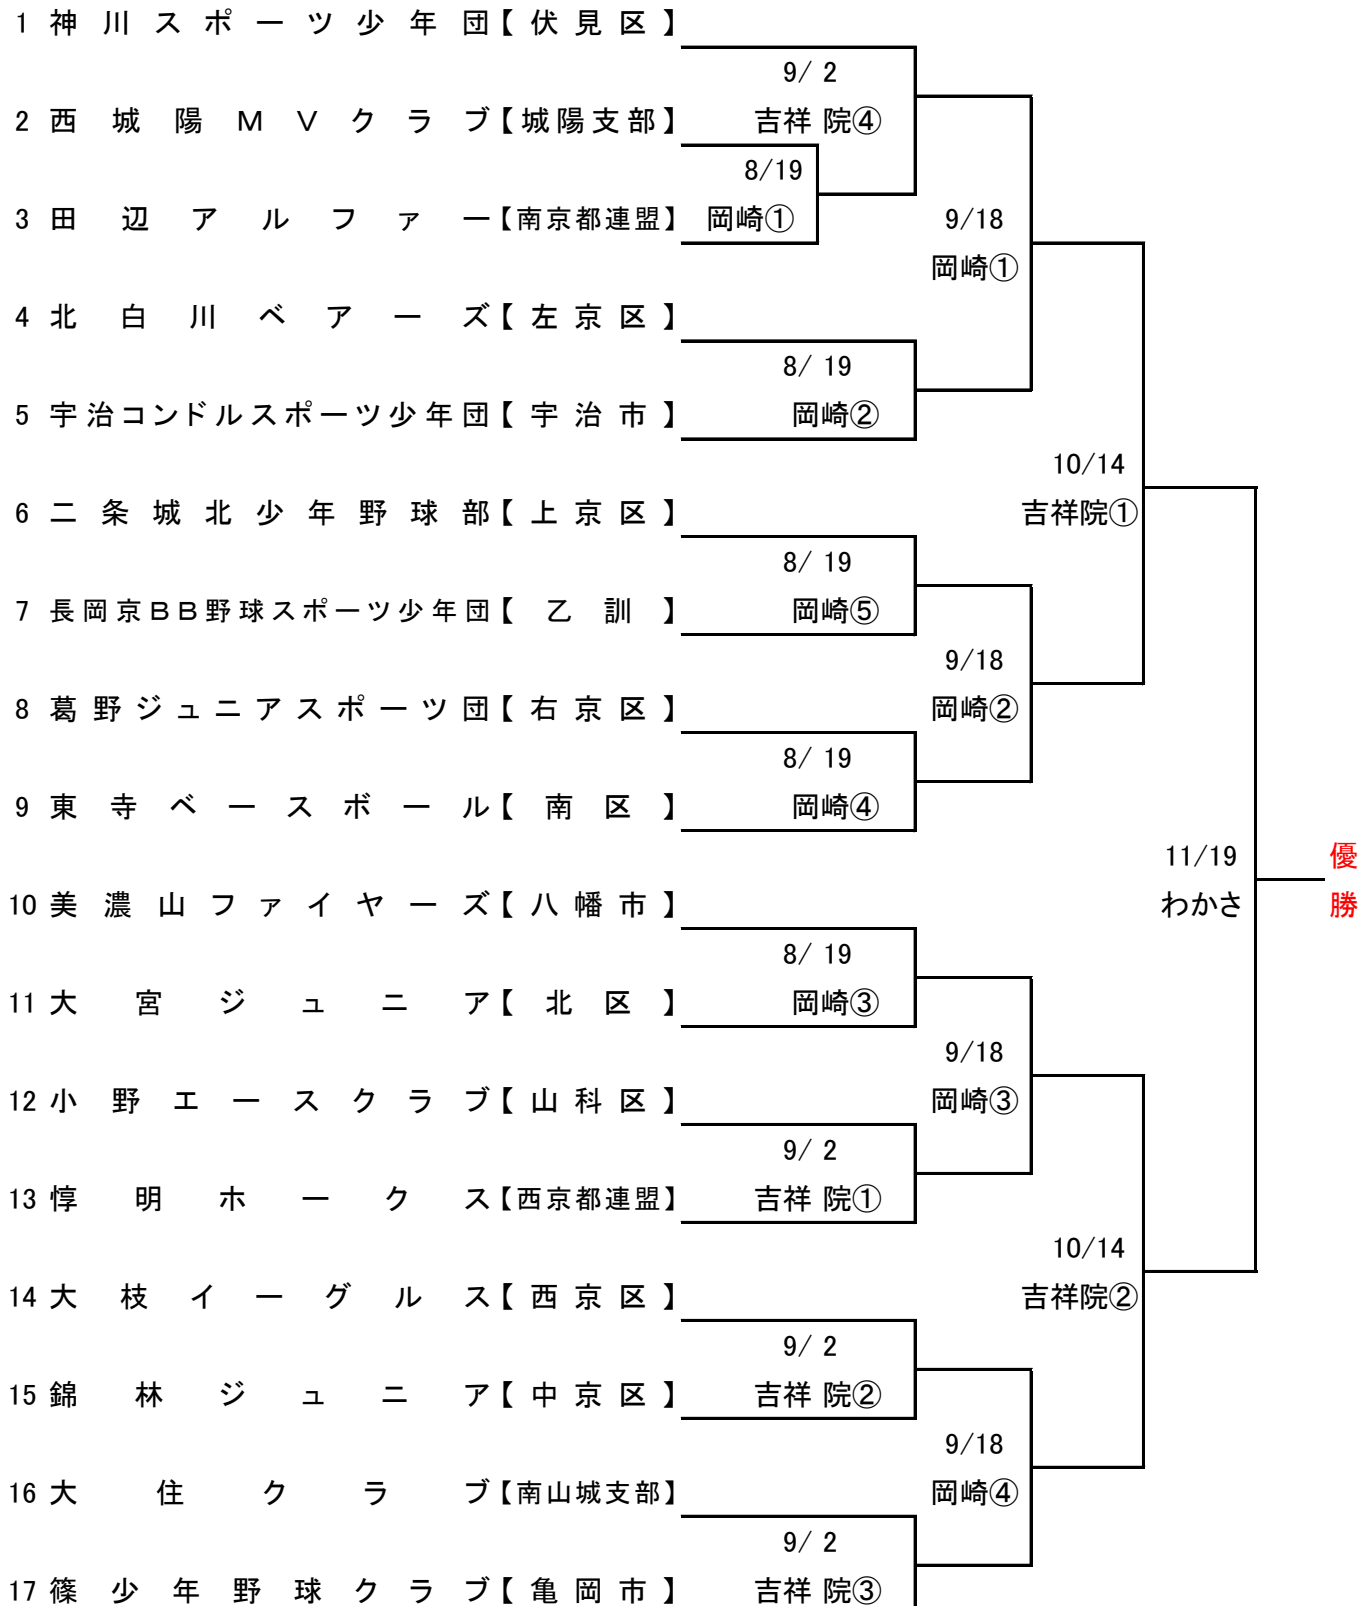 1 神川スポーツ少年団【伏見区】
9/ 2
2 西城陽MVクラブ【城陽支部】 吉祥院④
8/19
3 田辺アルファー【南京都連盟】 岡崎① 9/18
岡崎①
4 北白川ベアーズ【左京区】
8/ 19
5 宇治コンドルスポーツ少年団【宇治市】 岡崎②
10/14
6 二条城北少年野球部【上京区】 吉祥院①
8/ 19
7 長岡京BB野球スポーツ少年団【乙訓】 岡崎⑤
9/18
8 葛野ジュニアスポーツ団【右京区】 岡崎②
8/ 19
9 東寺ベースボール【南区】 岡崎④
11/19 優
10 美濃山ファイヤーズ【八幡市】 わかさ 勝
8/ 19
11 大宮ジュニア【北区】 岡崎③
9/18
12 小野エースクラブ【山科区】 岡崎③
9/ 2
13 惇明ホークス【西京都連盟】 吉祥院①
10/14
14 大枝イーグルス【西京区】 吉祥院②
9/ 2
15 錦林ジュニア【中京区】 吉祥院②
9/18
16 大住クラブ【南山城支部】 岡崎④
9/ 2
17 篠少年野球クラブ【亀岡市】 吉祥院③